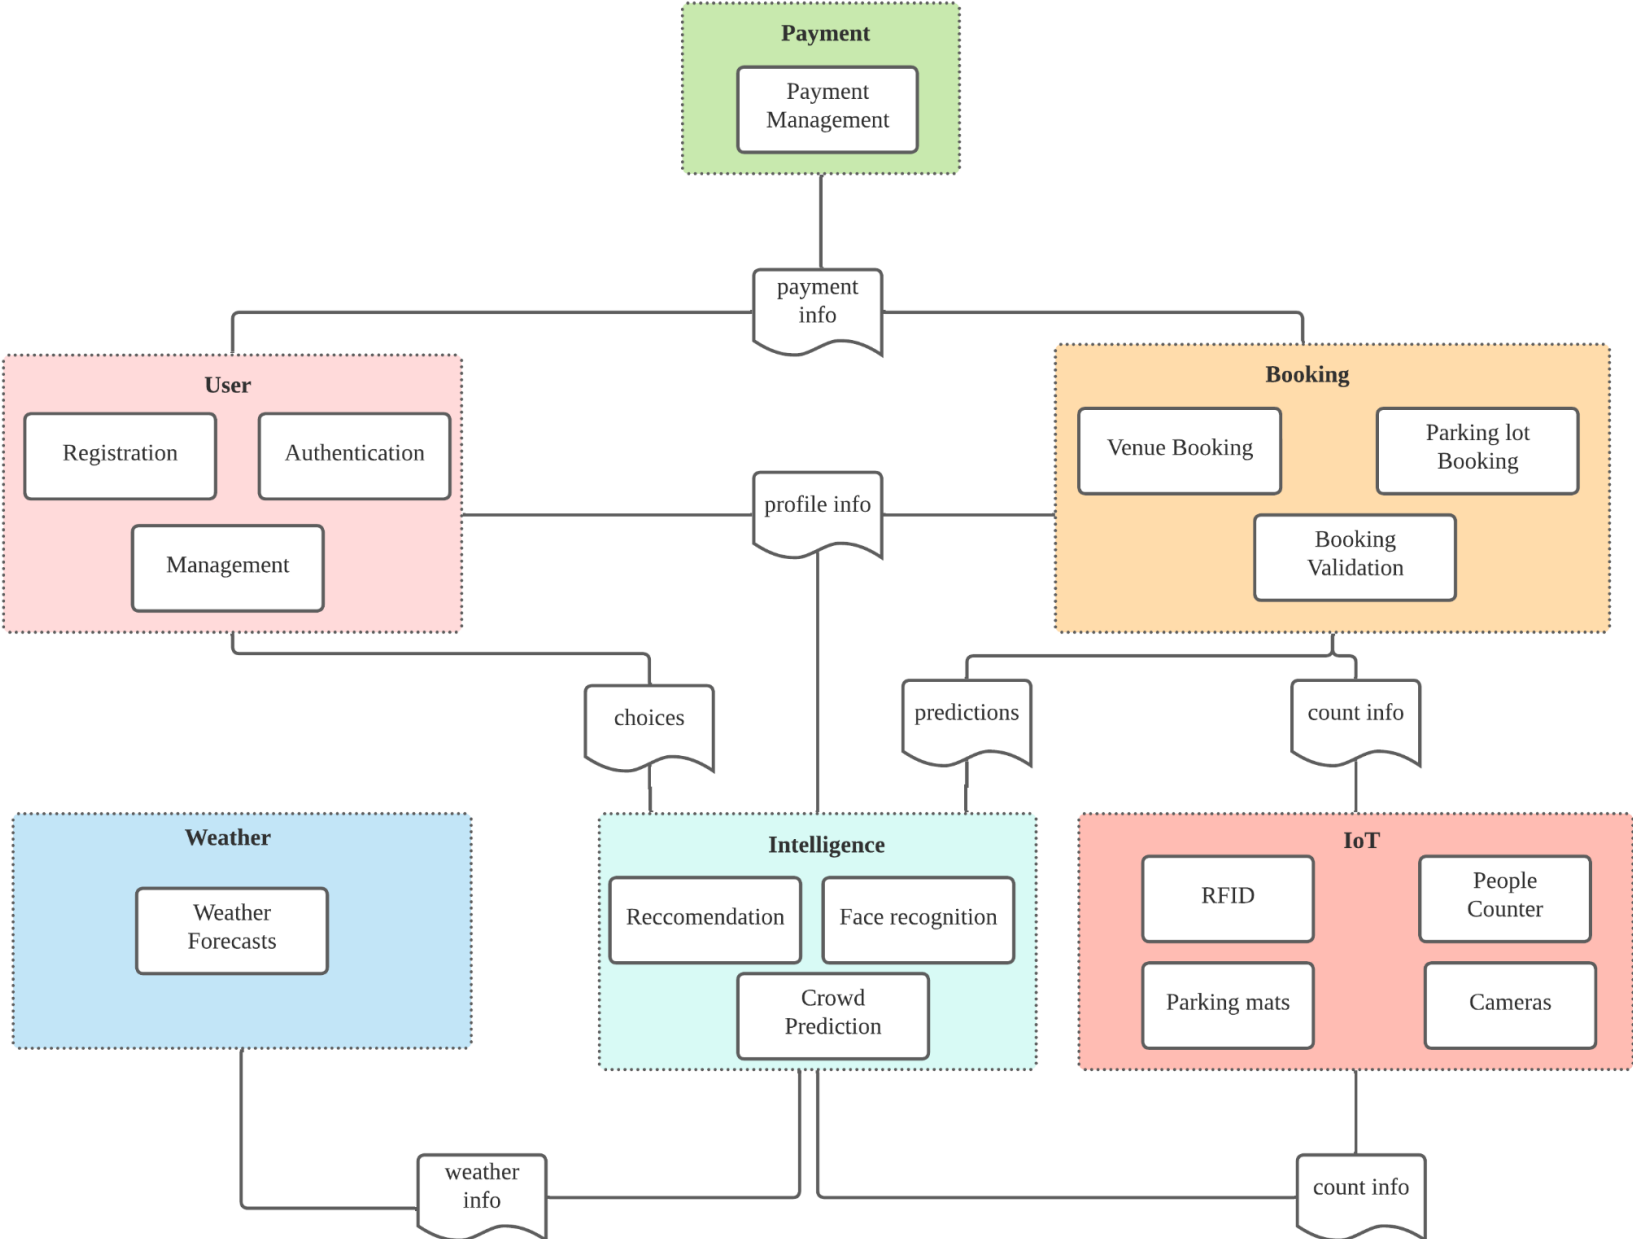 Payment
Payment
Management
payment
info
User
Registration
Authentication
Management
Booking
Venue Booking
Parking lot
Booking
Booking
Validation
profile info
choices
predictions
count info
Weather
Weather
Forecasts
Intelligence
Reccomendation
Face recognition
Crowd
Prediction
IoT
RFID
People
Counter
Parking mats
Cameras
weather
info
count info